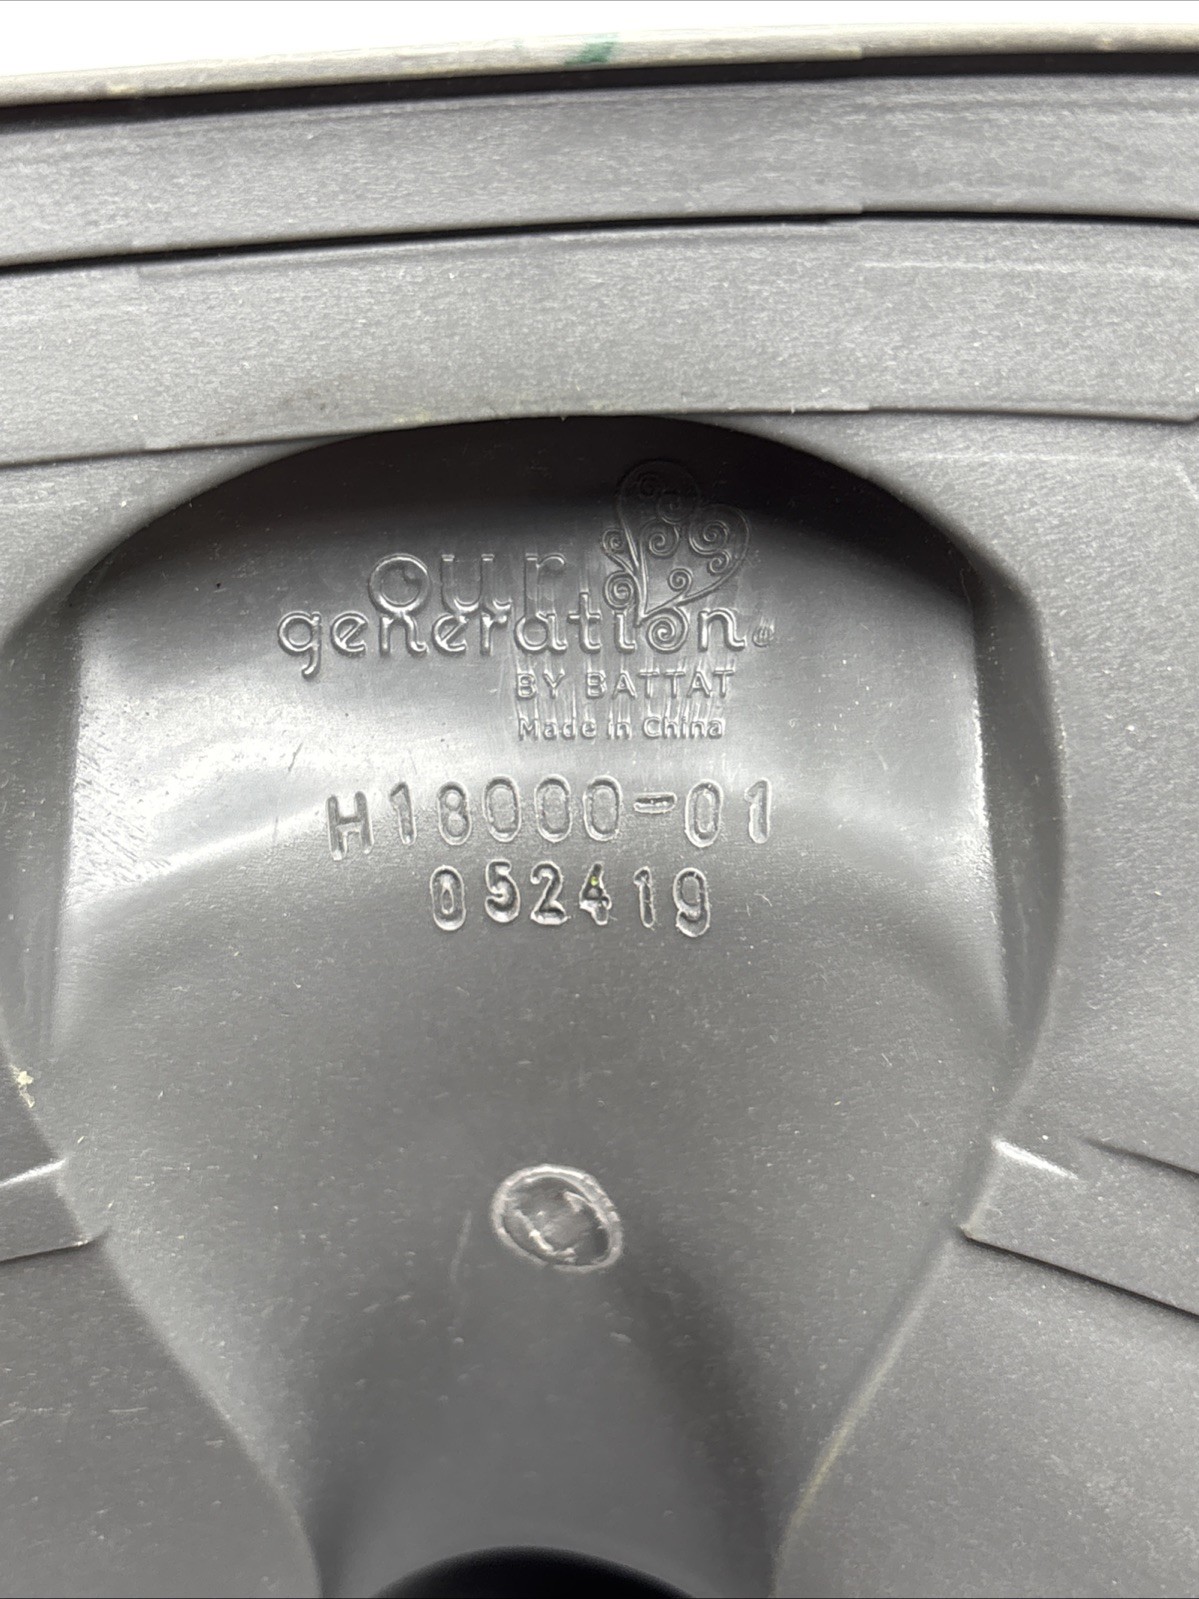 our
generation
BY BATTAT
Made in China
H18000-01
052419